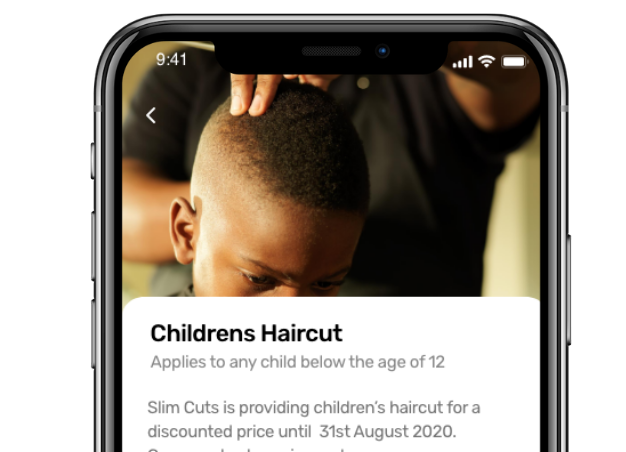 9:41
Childrens Haircut
Applies to any child below the age of 12
Slim Cuts is providing children's haircut for a
discounted price until  31st August 2020.